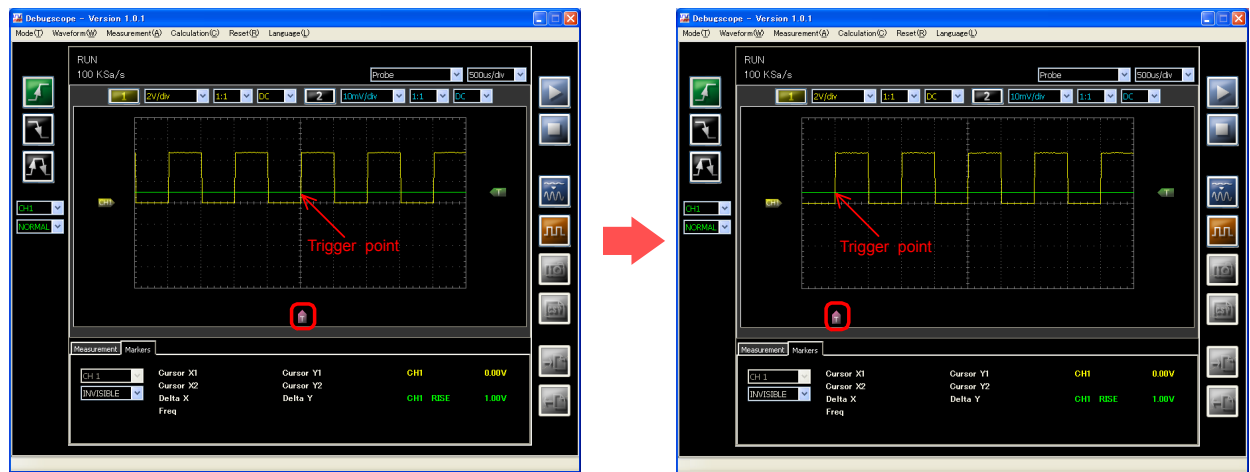 Debugscope - Version 1.0.1
Mode(T) Waveform(W) Measurement(A) Calculation(C) Reset(R) Language(L)
RUN
100 KSa/s
Probe 500us/div
1 2V/div 1:1 DC 2 10mV/div 1:1 DC
CH1
T
CH1
NORMAL
Trigger point
T
Measurement Markers
CH 1 Cursor X1 Cursor Y1 CH1 0.00V
Cursor X2 Cursor Y2
INVISIBLE Delta X Delta Y CH1 RISE 1.00V
Freq
Debugscope - Version 1.0.1
Mode(T) Waveform(W) Measurement(A) Calculation(C) Reset(R) Language(L)
RUN
100 KSa/s
Probe 500us/div
1 2V/div 1:1 DC 2 10mV/div 1:1 DC
CH1
T
CH1
NORMAL
Trigger point
T
Measurement Markers
CH 1 Cursor X1 Cursor Y1 CH1 0.00V
Cursor X2 Cursor Y2
INVISIBLE Delta X Delta Y CH1 RISE 1.00V
Freq